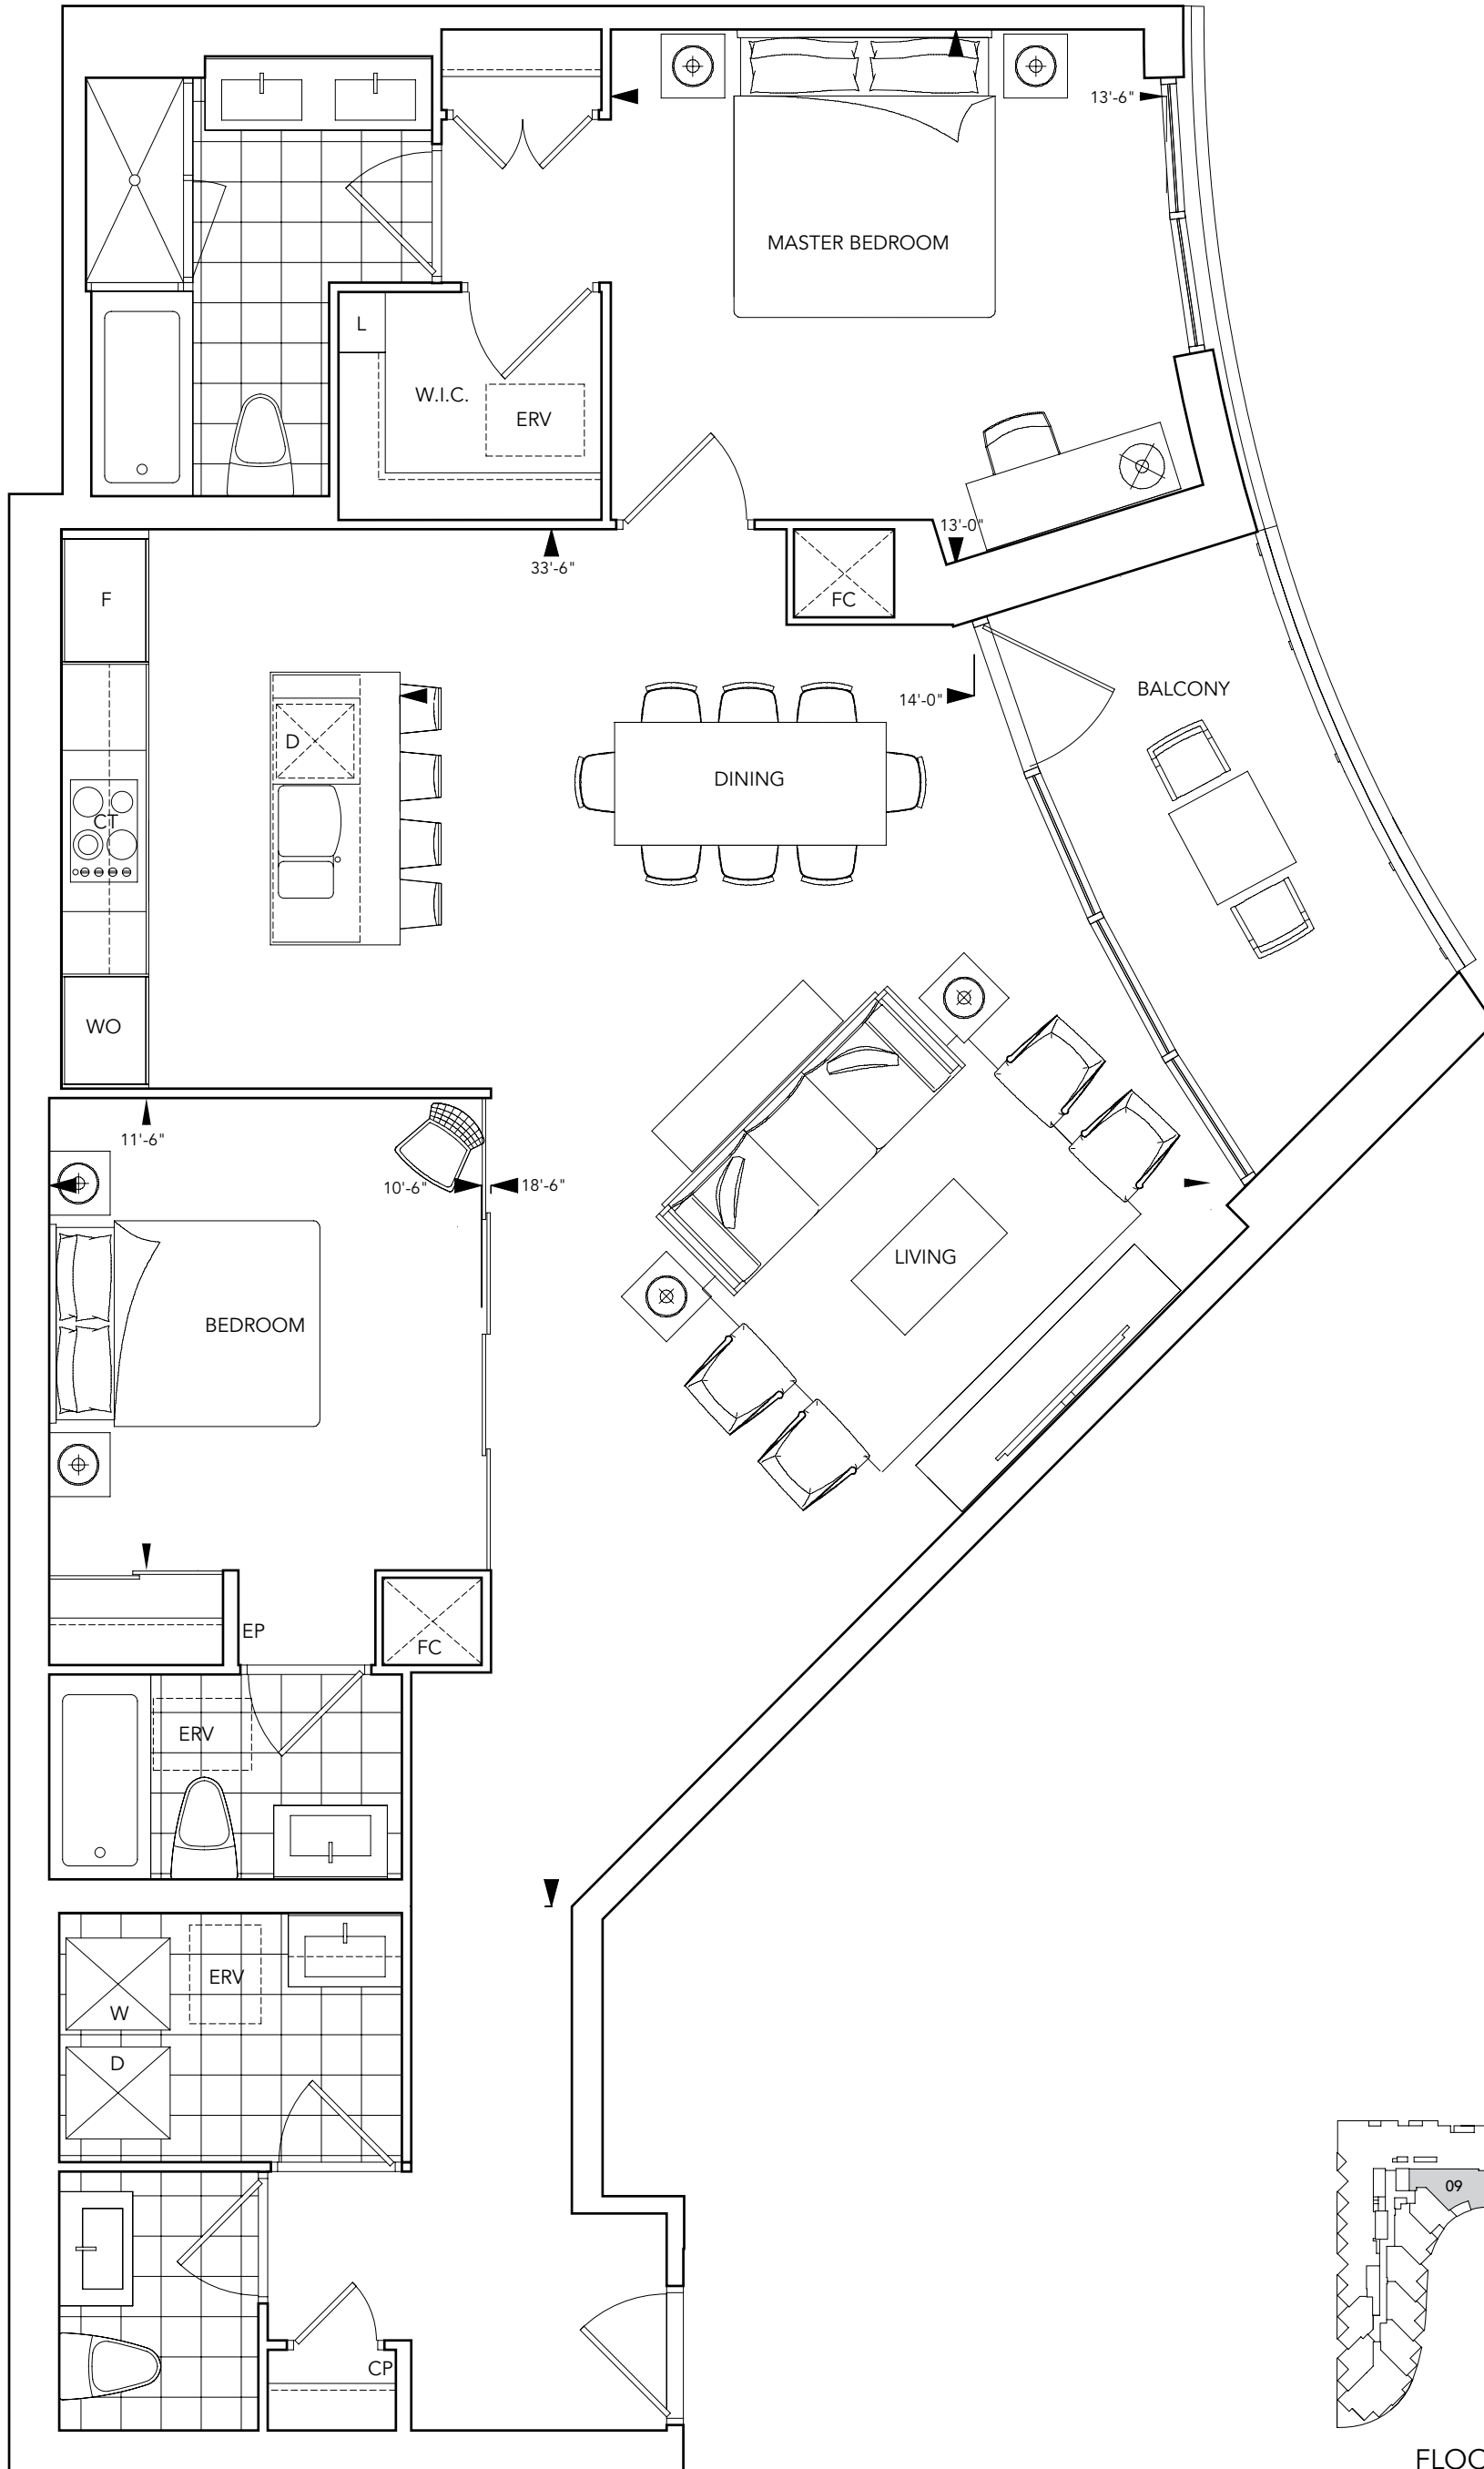 13'-6"
MASTER BEDROOM
L
W.I.C.
ERV
13'-0"
33'-6"
F
FC
BALCONY
14'-0"
D
DINING
CT
WO
11'-6"
10'-6"
18'-6"
LIVING
BEDROOM
EP
FC
ERV
ERV
W
D
09
CP
FLOO